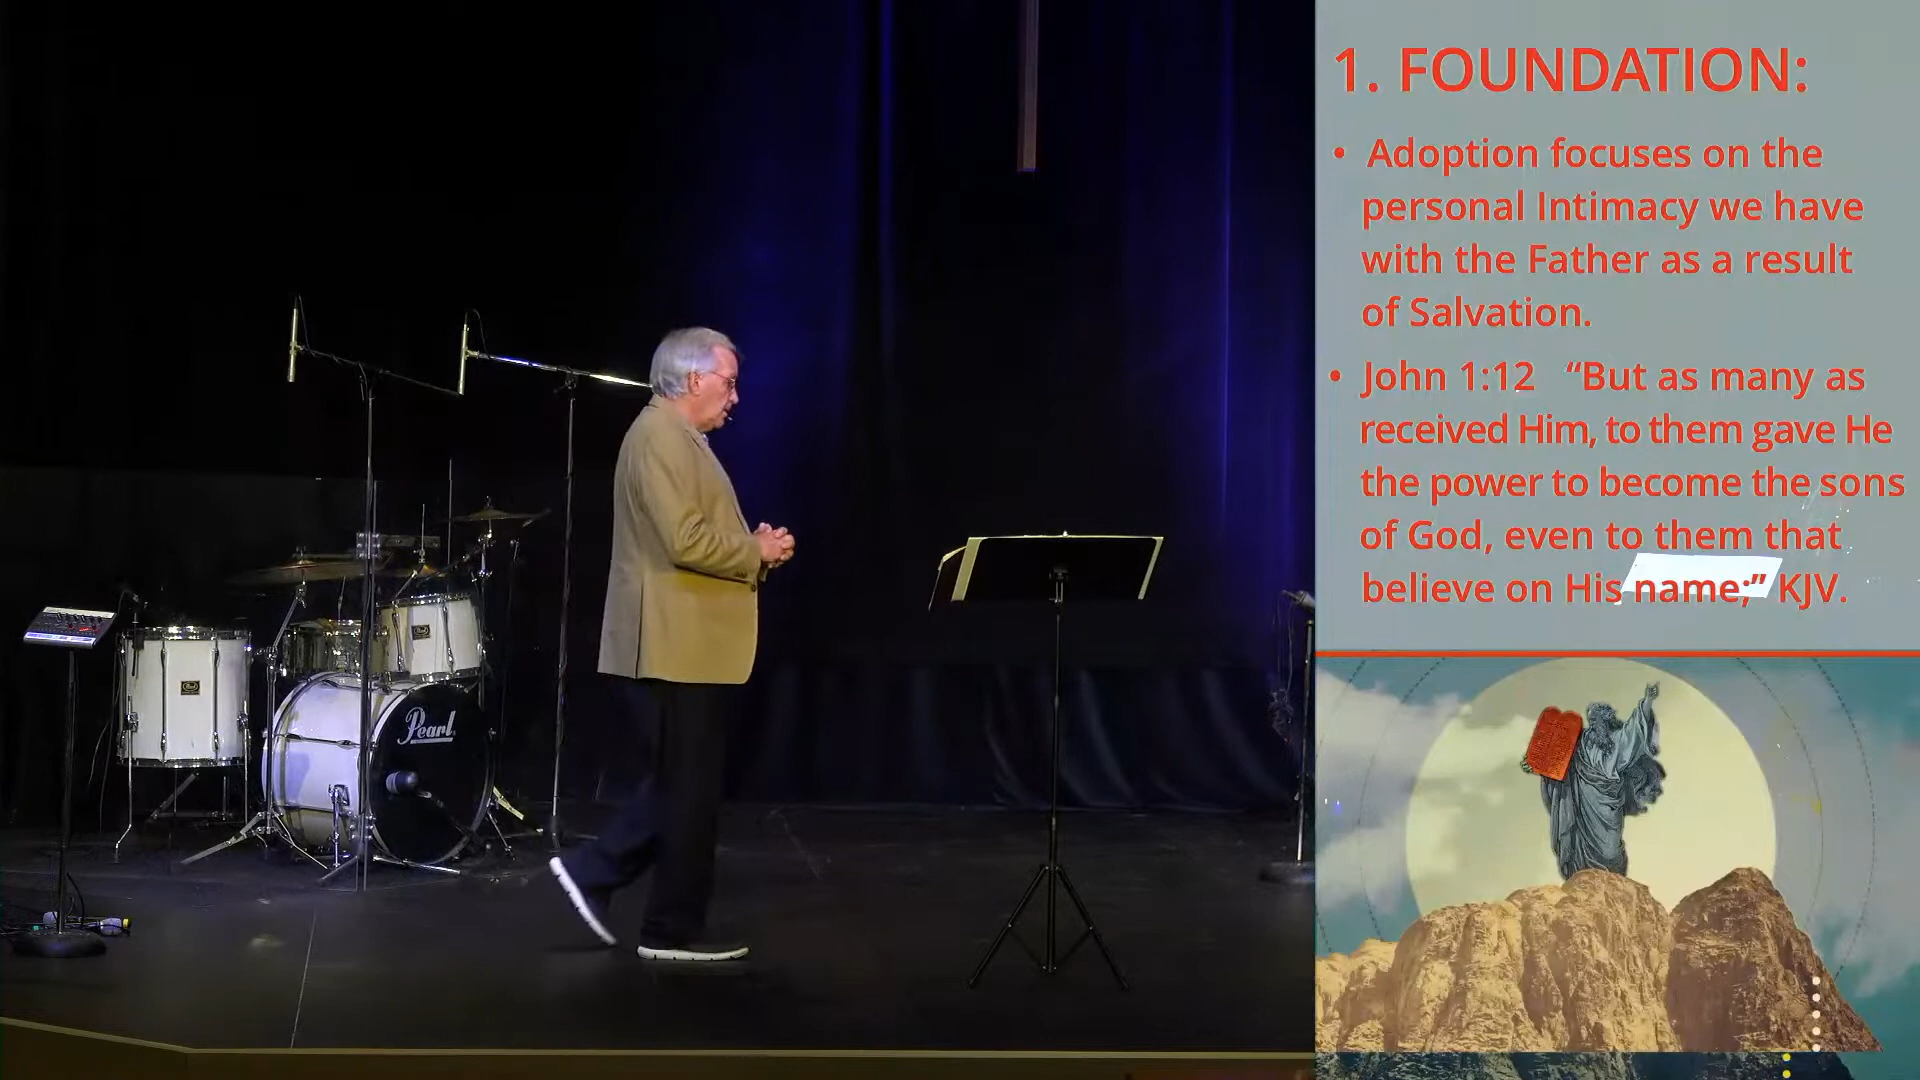 1. FOUNDATION:
• Adoption focuses on the
personal Intimacy we have
with the Father as a result
of Salvation.
• John 1:12 “But as many as
received Him, to them gave He
the power to become the sons
of God, even to them that
believe on His name;” KJV.
Pearl